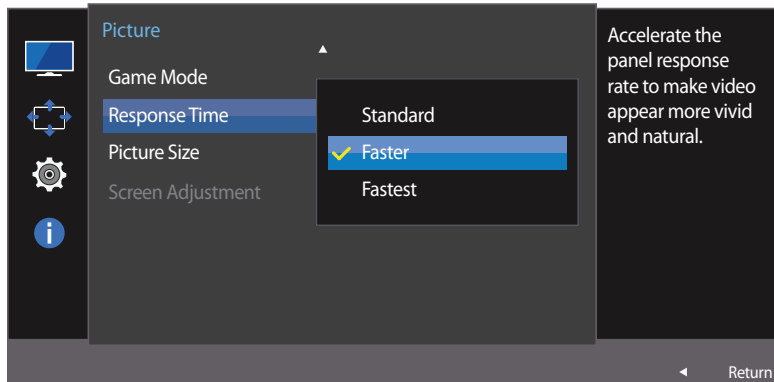 Picture
Game Mode
Response Time
Picture Size
Screen Adjustment
Standard
Faster
Fastest
Accelerate the
panel response
rate to make video
appear more vivid
and natural.
Return